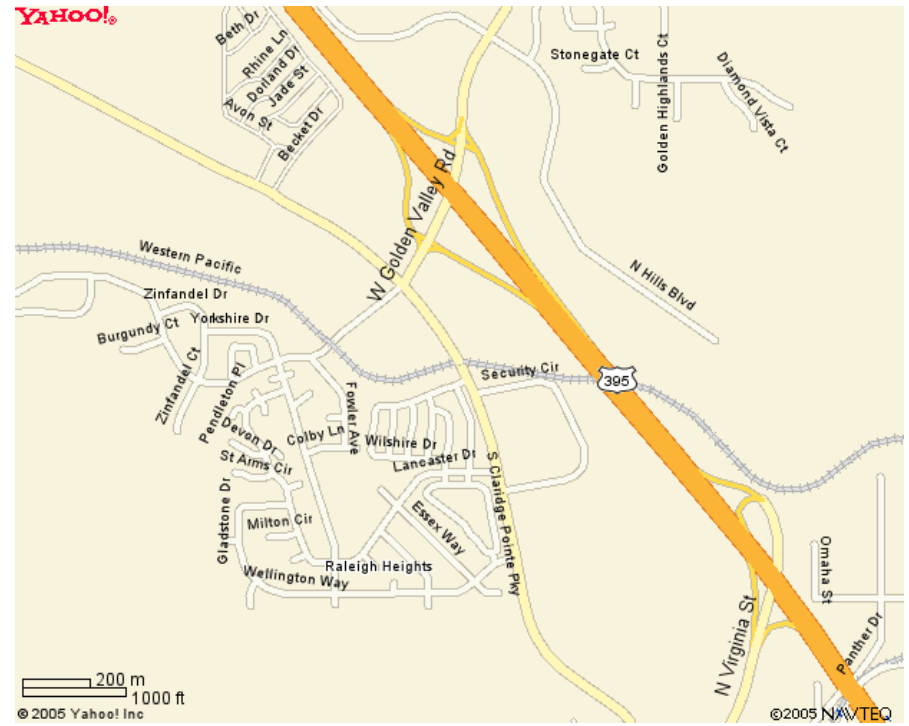 YAHOO!®
Beth Dr
Rhine Ln
Dorland Dr
Jade St
Avon St
Becket Dr
Stonegate Ct
Golden Highlands Ct
Diamond Vista Ct
W Golden Valley Rd
Western Pacific
N Hills Blvd
Zinfandel Dr
Yorkshire Dr
Burgundy Ct
Zinfandel Ct
Pendleton Pl
Security Cir
395
Fowler Ave
Devon Dr
Colby Ln
Wilshire Dr
St Arms Cir
Lancaster Dr
S Claridge Pointe Pky
Gladstone Dr
Milton Cir
Essex Way
Raleigh Heights
Wellington Way
Omaha St
N Virginia St
Panther Dr
200 m
1000 ft
©2005 Yahoo! Inc
©2005 NAVTEQ